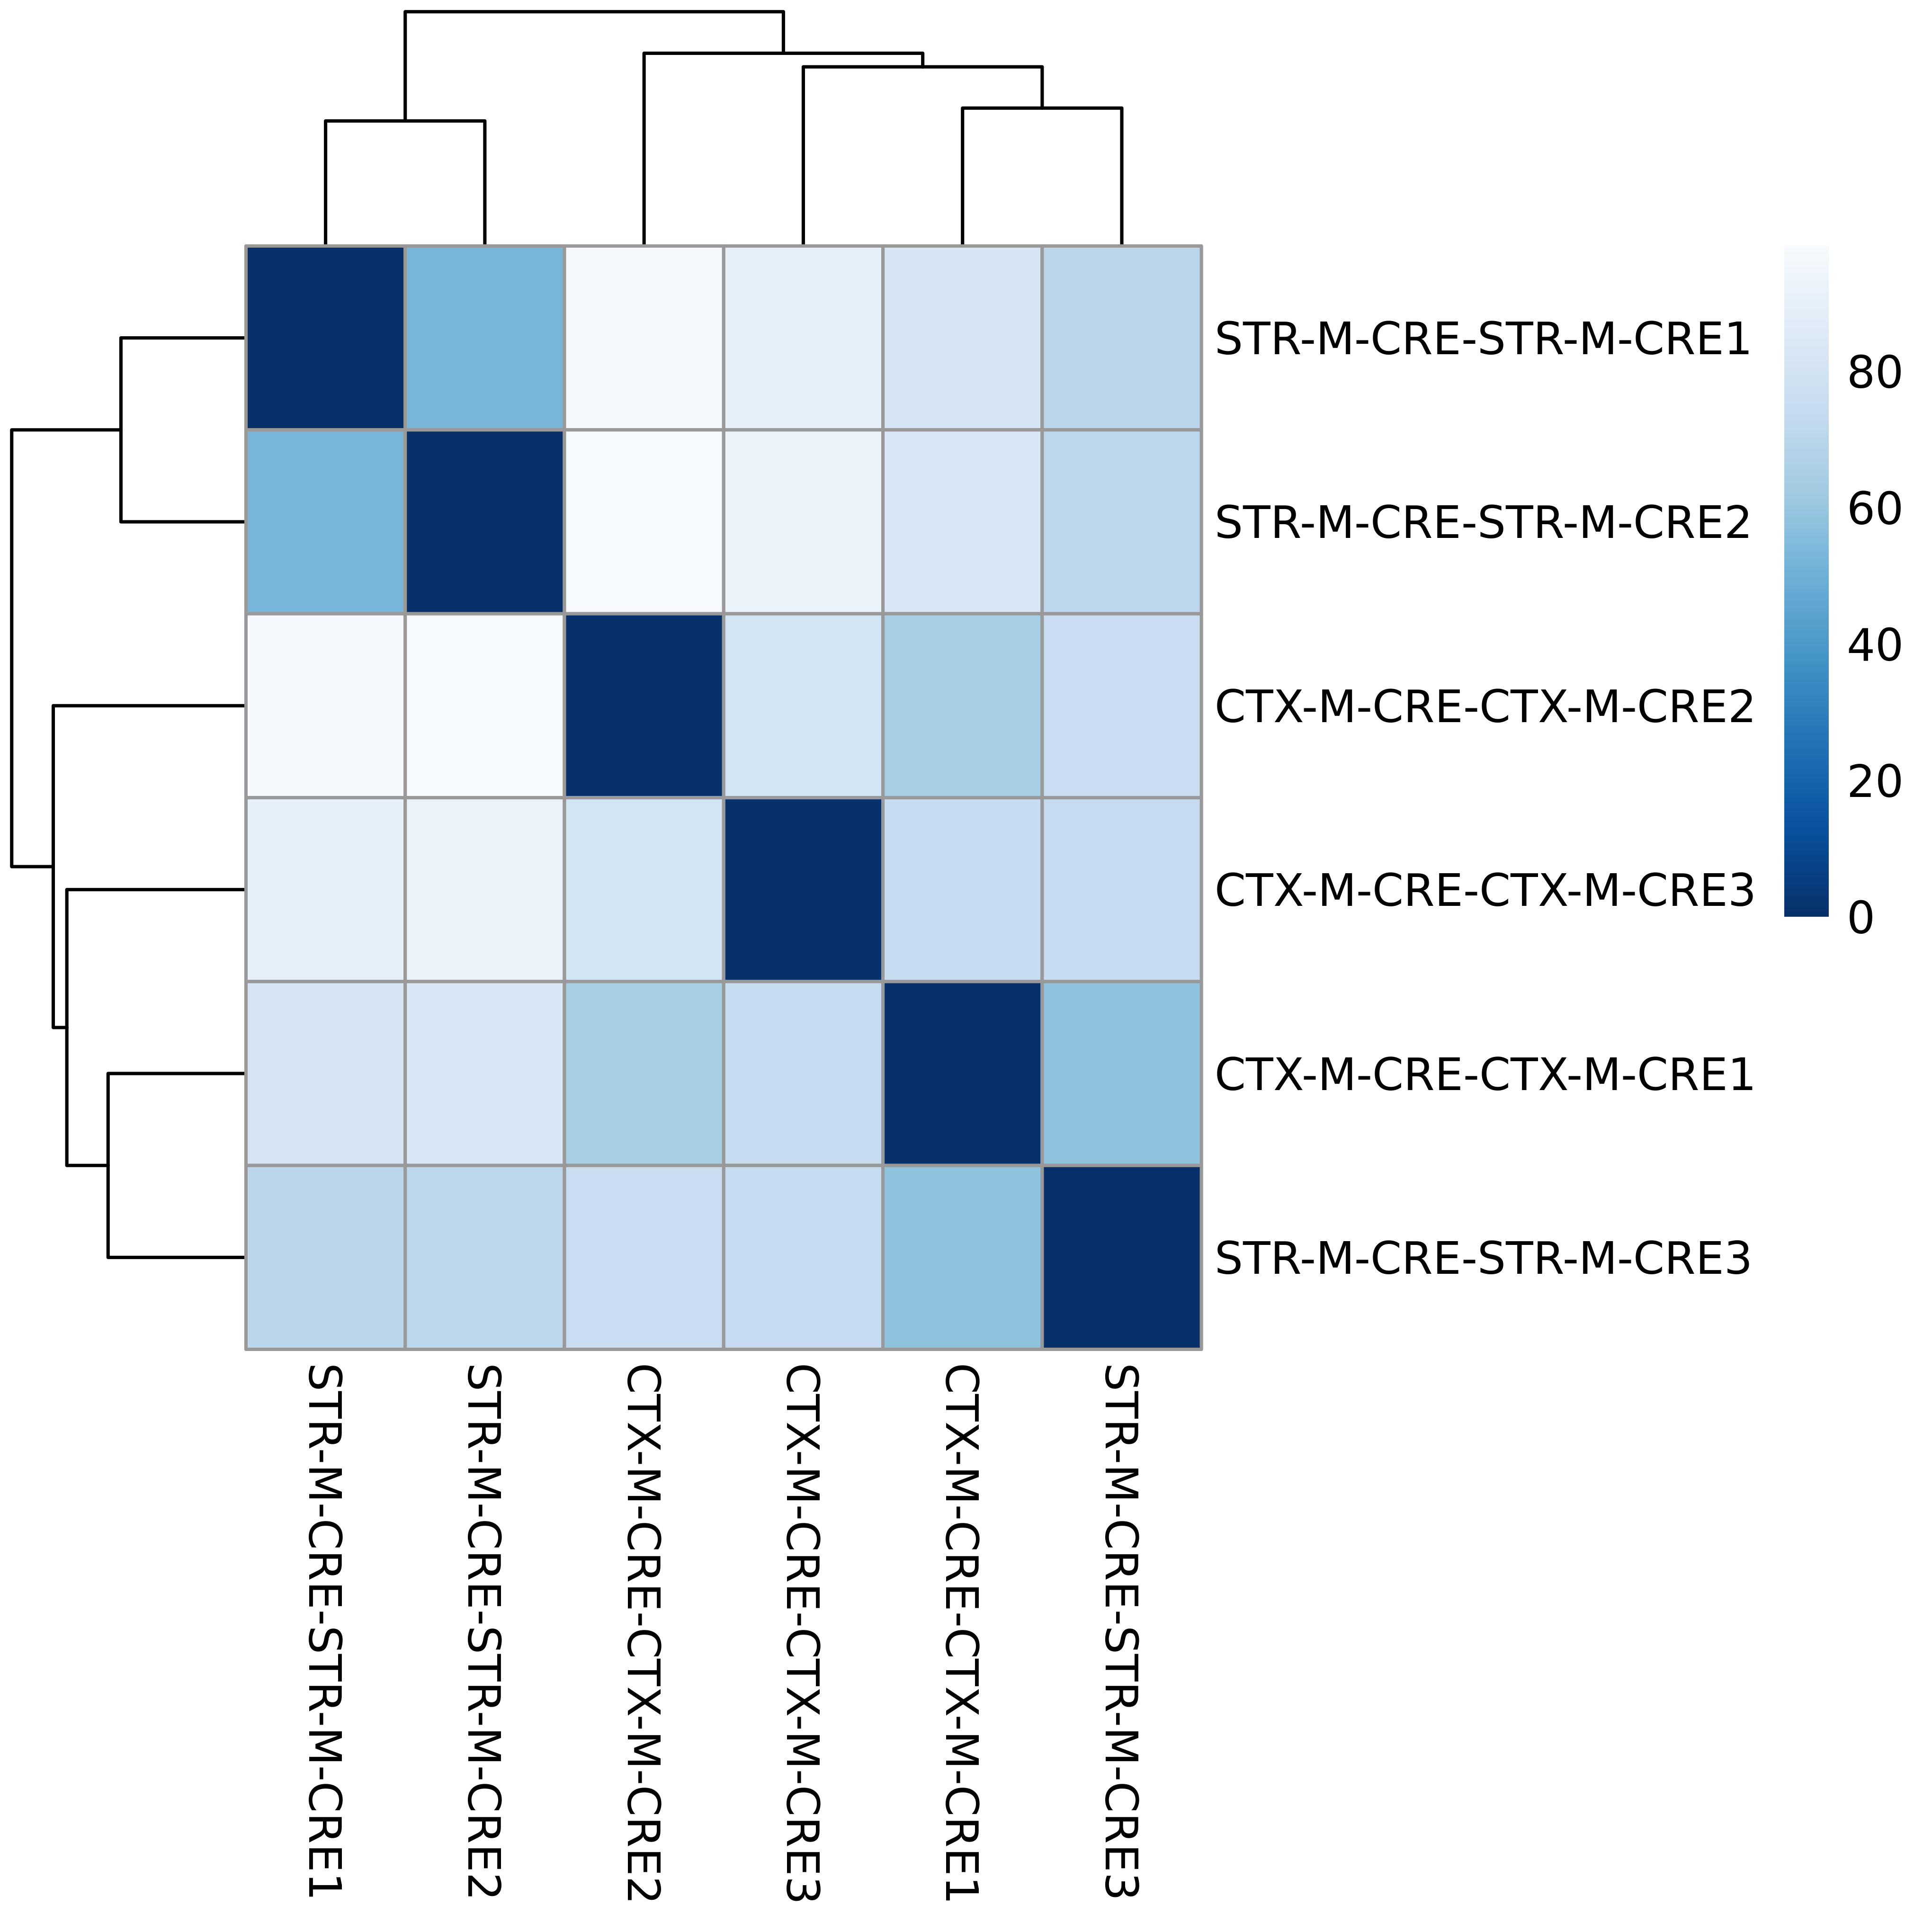 STR-M-CRE-STR-M-CRE1
STR-M-CRE-STR-M-CRE2
CTX-M-CRE-CTX-M-CRE2
CTX-M-CRE-CTX-M-CRE3
CTX-M-CRE-CTX-M-CRE1
STR-M-CRE-STR-M-CRE3
80
60
40
20
0
STR-M-CRE-STR-M-CRE1
STR-M-CRE-STR-M-CRE2
CTX-M-CRE-CTX-M-CRE2
CTX-M-CRE-CTX-M-CRE3
CTX-M-CRE-CTX-M-CRE1
STR-M-CRE-STR-M-CRE3